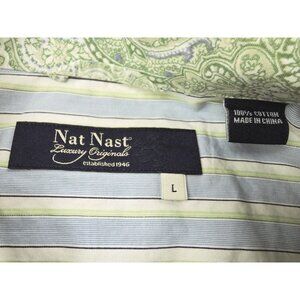 100% COTTON
MADE IN CHINA
Nat Nast
Luxury Originals
established 1946
L